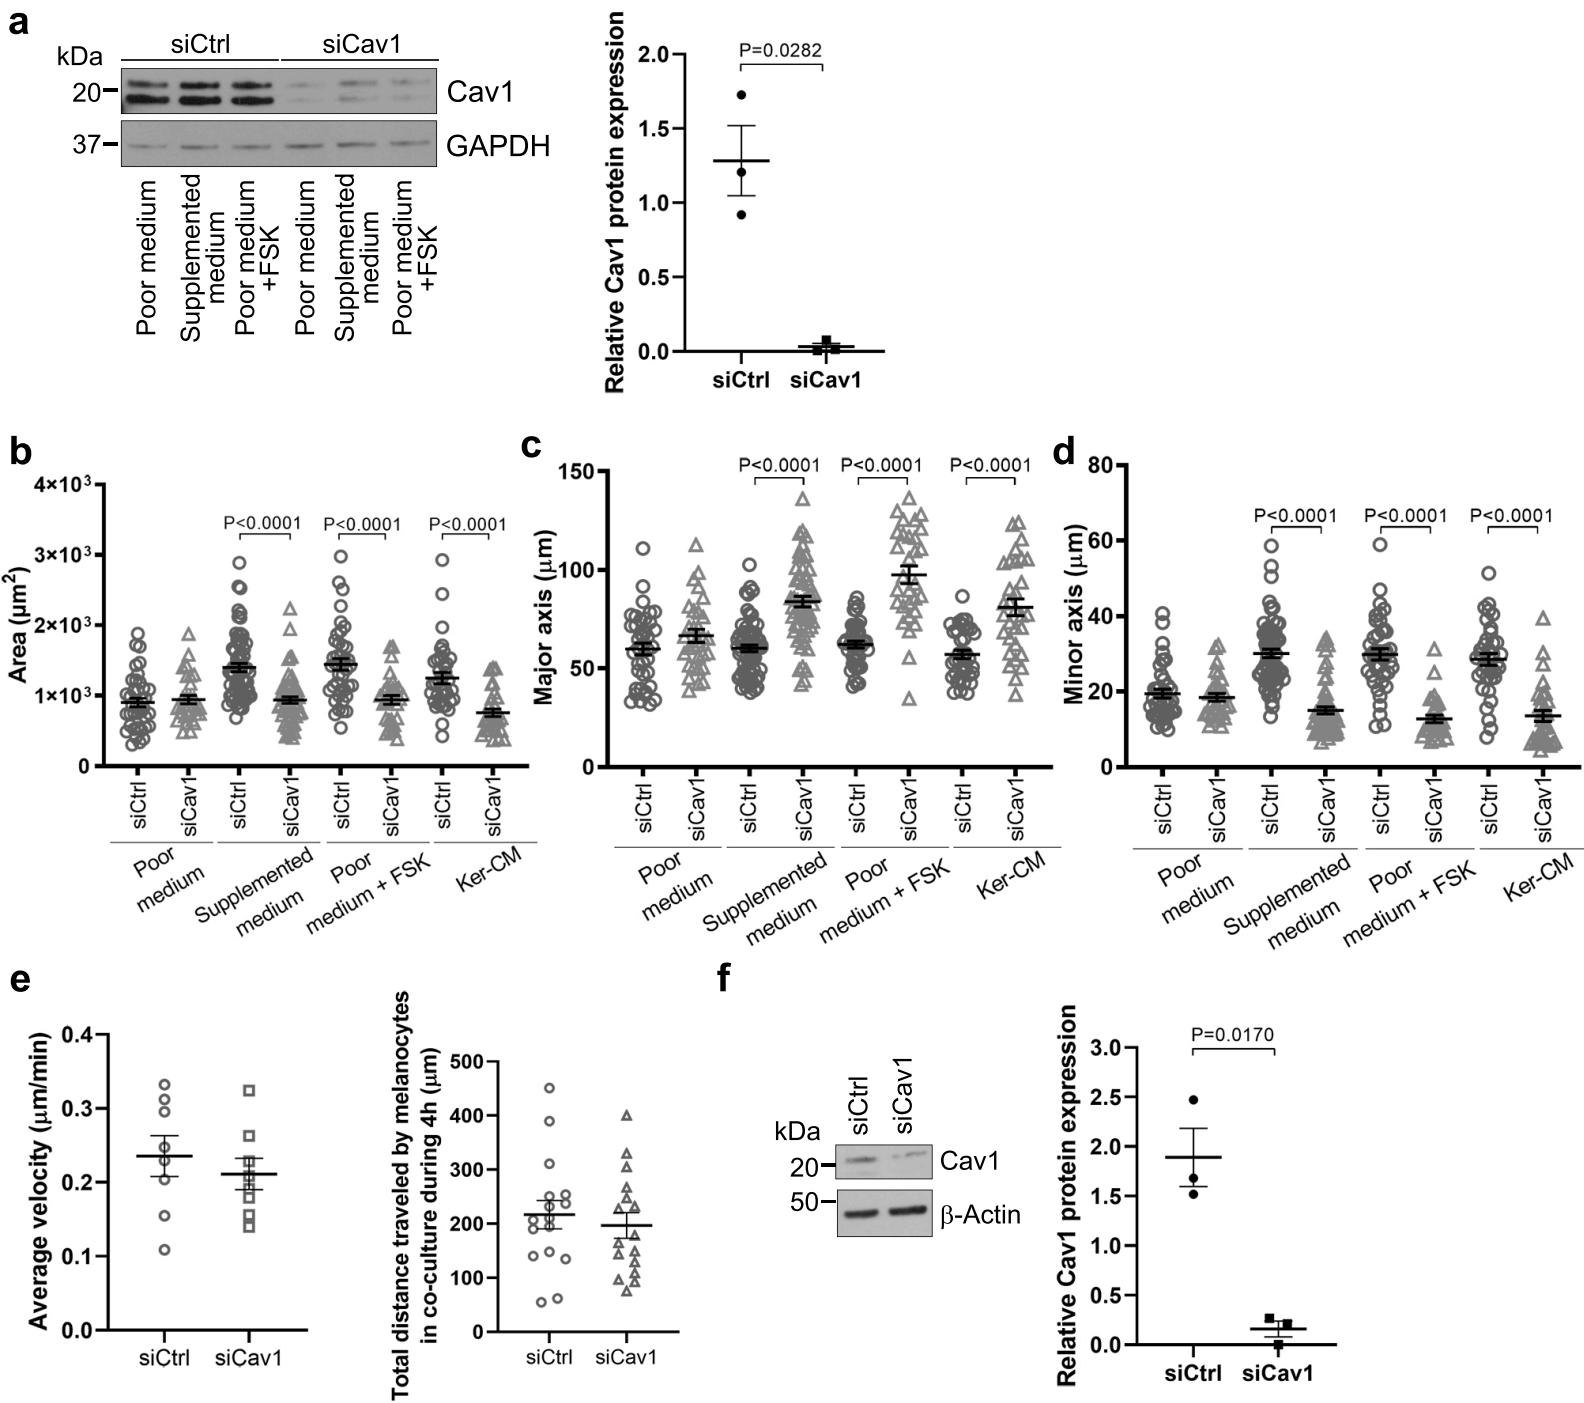 a
siCtrl siCav1
kDa
20
Cav1
37
GAPDH
Poor medium
Supplemented
medium
Poor medium
+FSK
Poor medium
Supplemented
medium
Poor medium
+FSK
Relative Cav1 protein expression
2.0
1.5
1.0
0.5
0.0
P=0.0282
siCtrl siCav1
b
Area (μm²)
4×10³
3×10³
2×10³
1×10³
0
P<0.0001 P<0.0001 P<0.0001
siCtrl siCav1 siCtrl siCav1 siCtrl siCav1 siCtrl siCav1
Poor
medium
Supplemented
medium
Poor
medium + FSK
Ker-CM
c
Major axis (μm)
150
100
50
0
P<0.0001 P<0.0001 P<0.0001
siCtrl siCav1 siCtrl siCav1 siCtrl siCav1 siCtrl siCav1
Poor
medium
Supplemented
medium
Poor
medium + FSK
Ker-CM
d
Minor axis (μm)
80
60
40
20
0
P<0.0001 P<0.0001 P<0.0001
siCtrl siCav1 siCtrl siCav1 siCtrl siCav1 siCtrl siCav1
Poor
medium
Supplemented
medium
Poor
medium + FSK
Ker-CM
e
Average velocity (μm/min)
0.4
0.3
0.2
0.1
0.0
siCtrl siCav1
Total distance traveled by melanocytes
in co-culture during 4h (μm)
500
400
300
200
100
0
siCtrl siCav1
f
siCtrl siCav1
kDa
20
Cav1
50
β-Actin
Relative Cav1 protein expression
3.0
2.5
2.0
1.5
1.0
0.5
0.0
P=0.0170
siCtrl siCav1